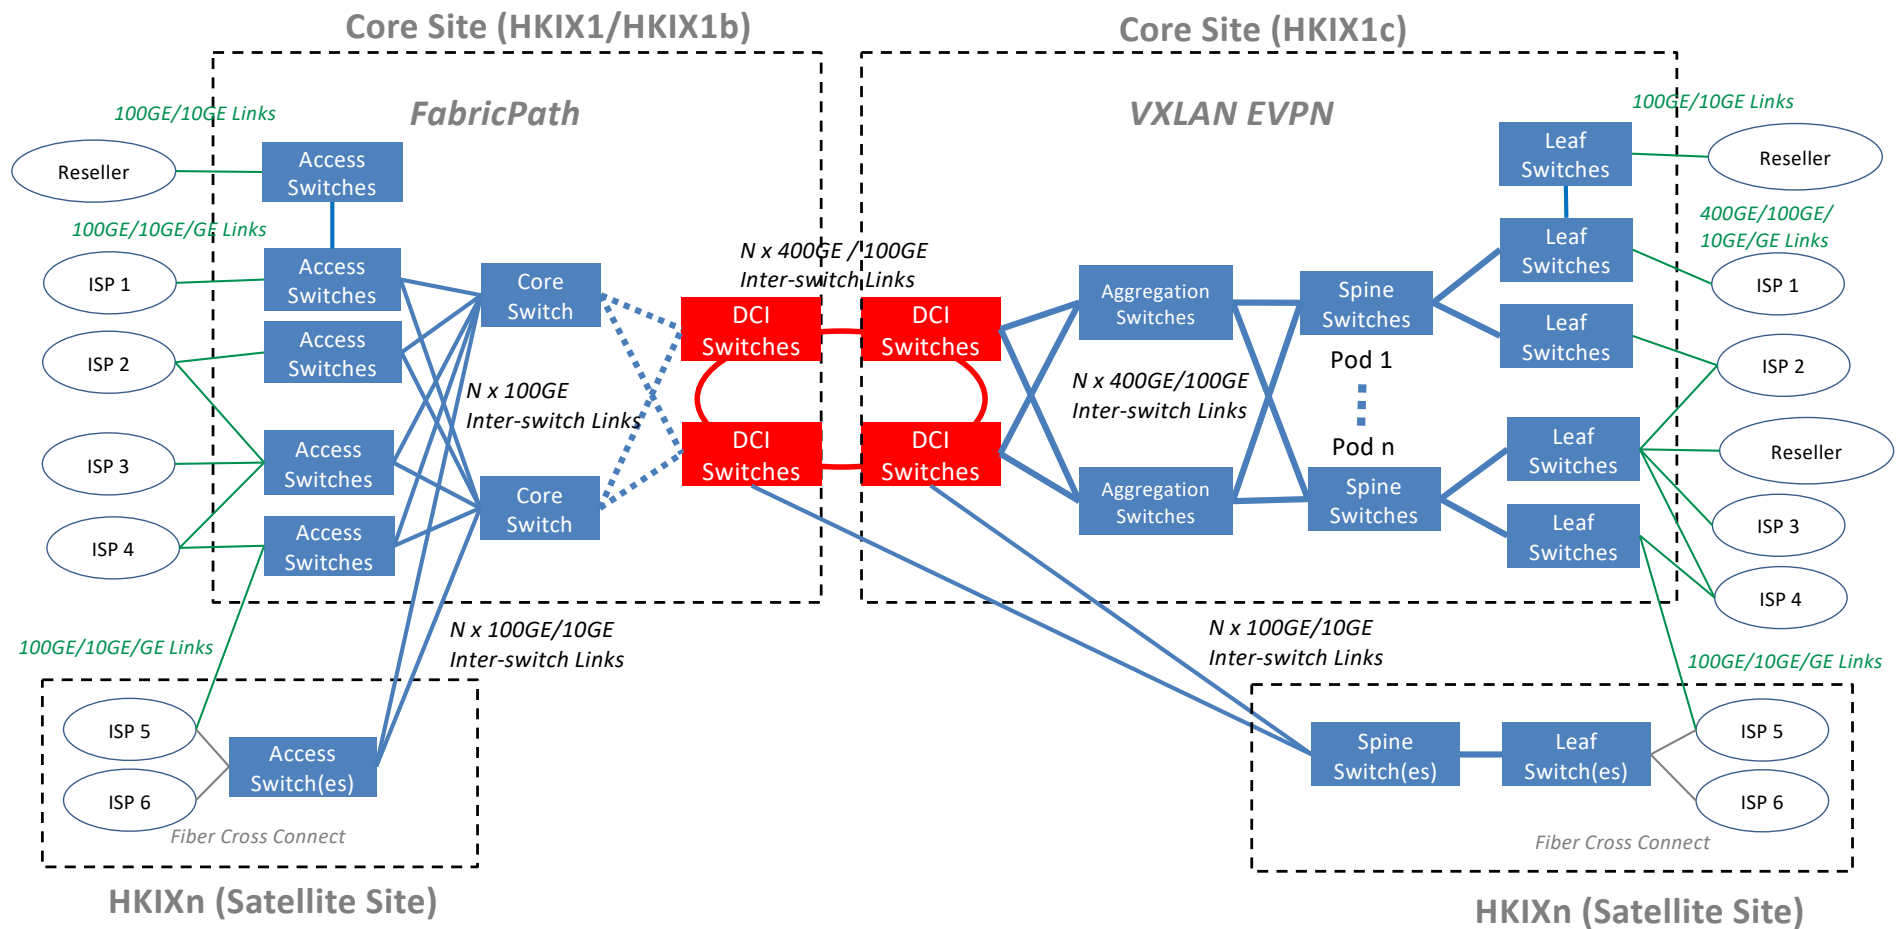 Core Site (HKIX1/HKIX1b)
Core Site (HKIX1c)
FabricPath
VXLAN EVPN
100GE/10GE Links
Reseller
Access
Switches
100GE/10GE/GE Links
ISP 1
Access
Switches
ISP 2
Access
Switches
ISP 3
Access
Switches
ISP 4
Access
Switches
Core
Switch
Core
Switch
N x 100GE
Inter-switch Links
N x 400GE / 100GE
Inter-switch Links
DCI
Switches
DCI
Switches
DCI
Switches
DCI
Switches
Aggregation
Switches
Aggregation
Switches
N x 400GE/100GE
Inter-switch Links
Spine
Switches
Pod 1
Pod n
Spine
Switches
Leaf
Switches
Leaf
Switches
Leaf
Switches
Leaf
Switches
Leaf
Switches
100GE/10GE Links
Reseller
400GE/100GE/
10GE/GE Links
ISP 1
ISP 2
Reseller
ISP 3
ISP 4
100GE/10GE/GE Links
N x 100GE/10GE
Inter-switch Links
ISP 5
ISP 6
Access
Switch(es)
Fiber Cross Connect
HKIXn (Satellite Site)
N x 100GE/10GE
Inter-switch Links
100GE/10GE/GE Links
Spine
Switch(es)
Leaf
Switch(es)
ISP 5
ISP 6
Fiber Cross Connect
HKIXn (Satellite Site)